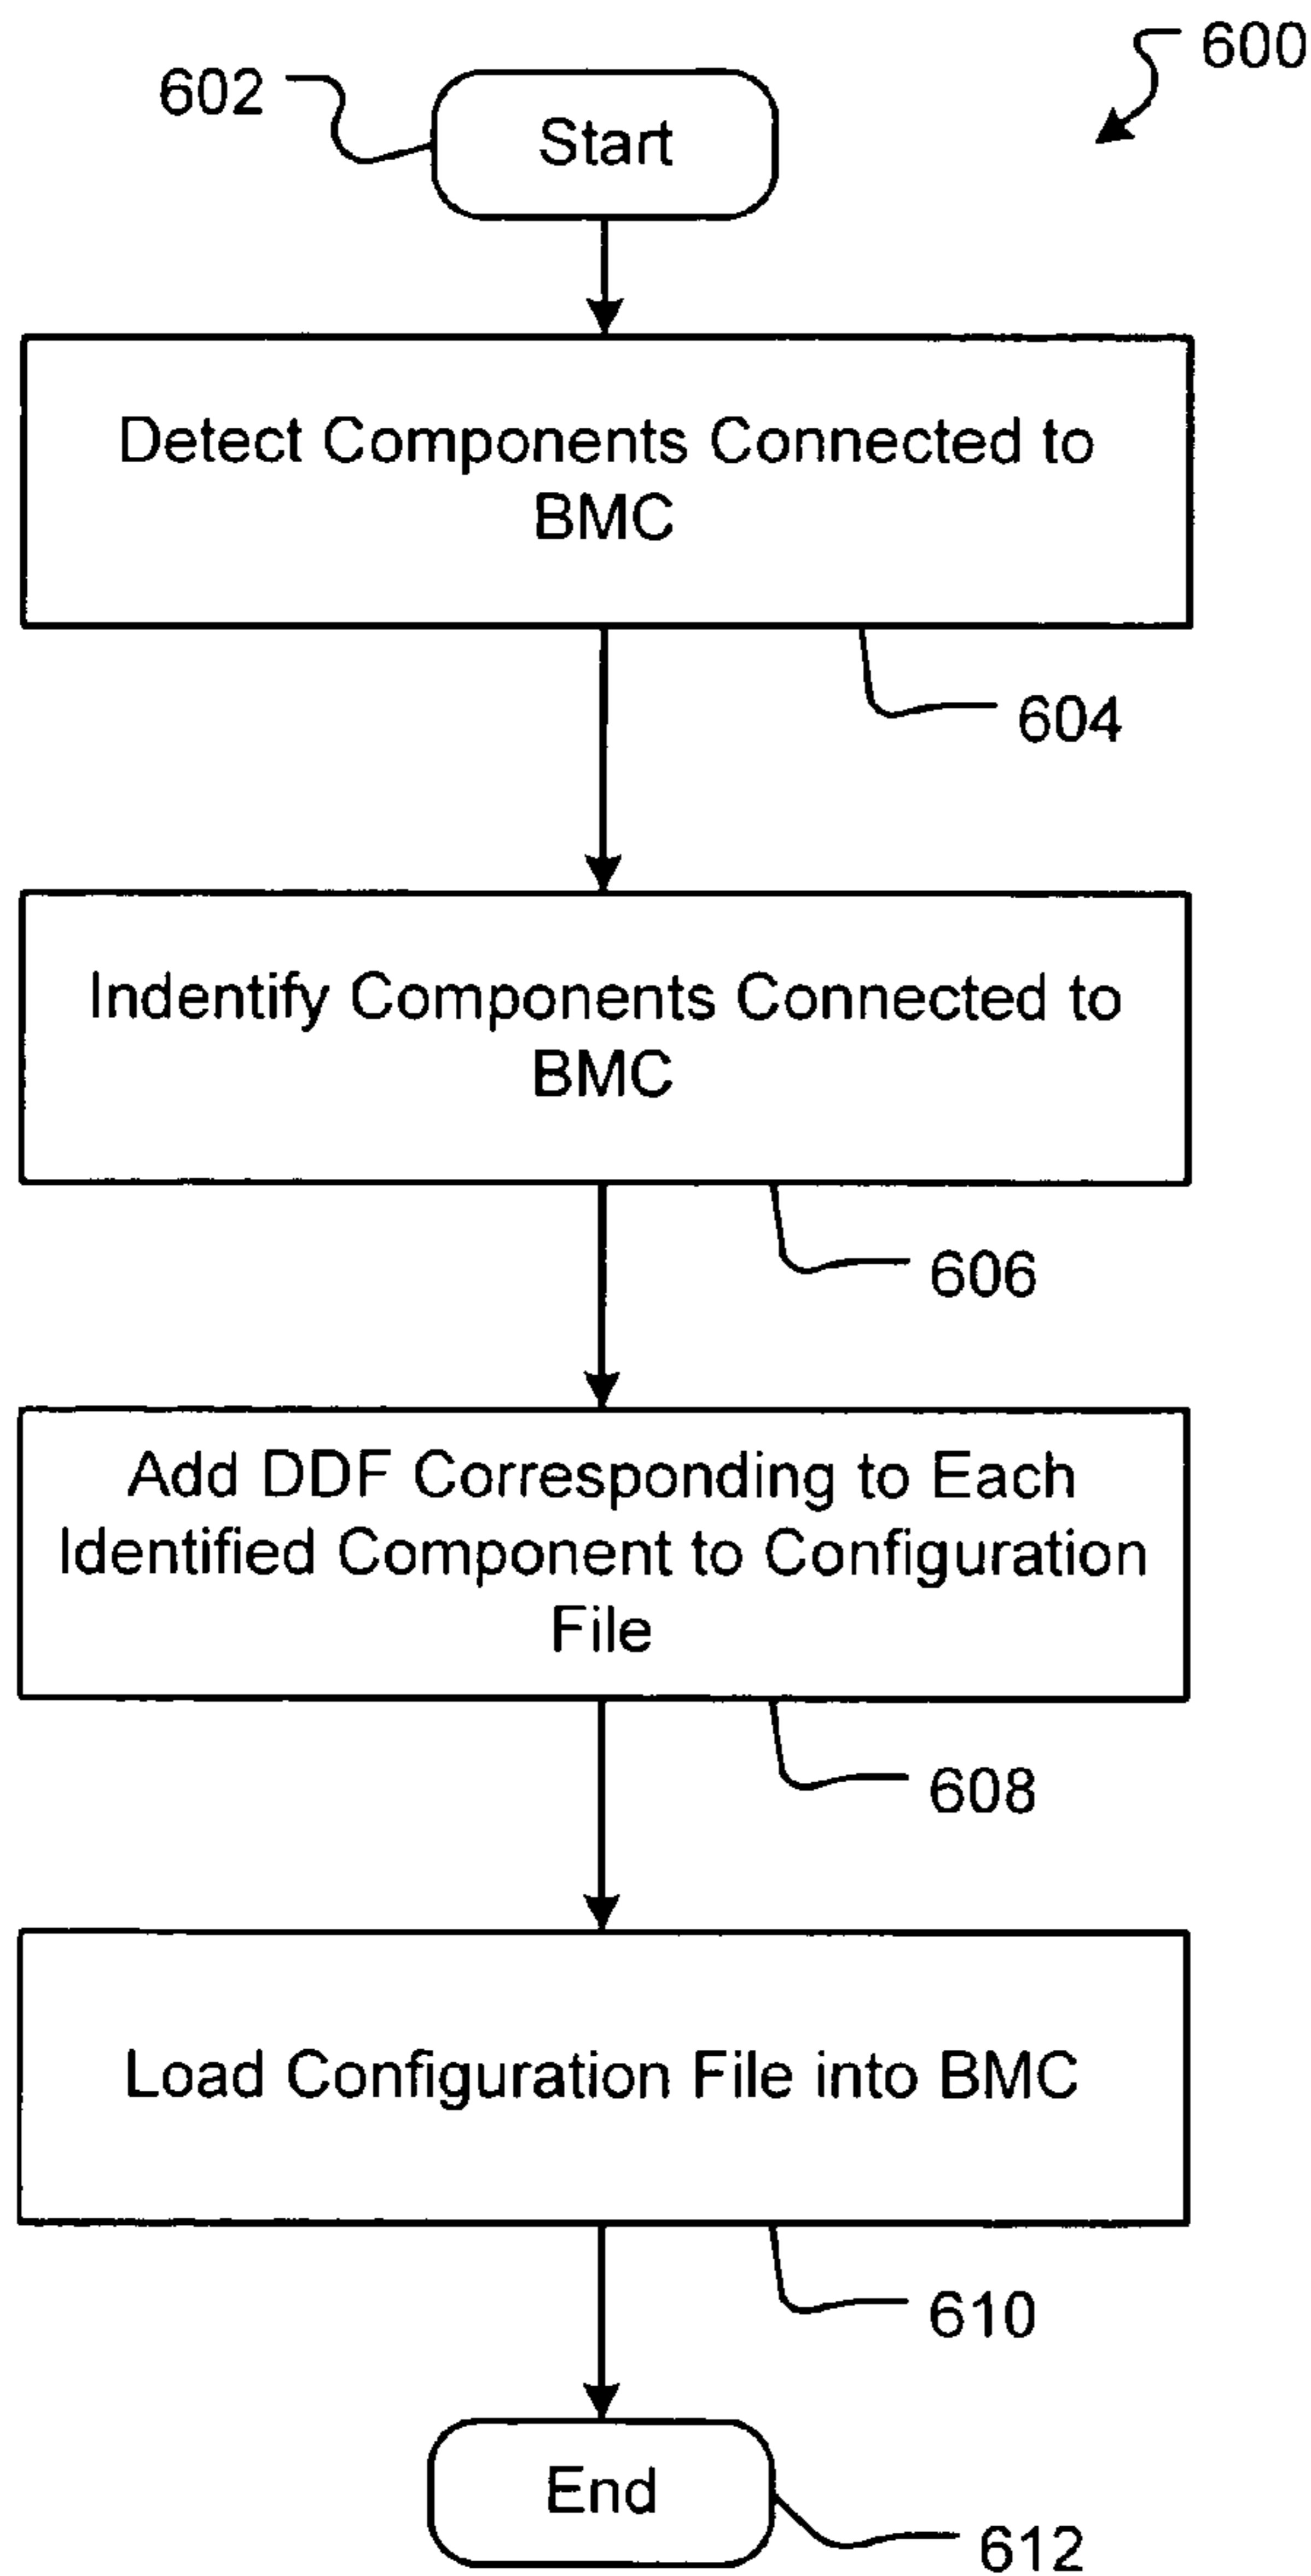 600
602
Start
Detect Components Connected to
BMC
604
Indentify Components Connected to
BMC
606
Add DDF Corresponding to Each
Identified Component to Configuration
File
608
Load Configuration File into BMC
610
End
612